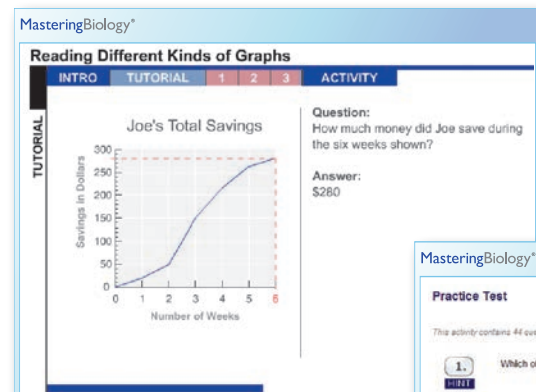 MasteringBiology®
Reading Different Kinds of Graphs
INTRO TUTORIAL 1 2 3 ACTIVITY
TUTORIAL
Joe's Total Savings
Savings in Dollars
300
250
200
150
100
50
0
0 1 2 3 4 5 6
Number of Weeks
Question:
How much money did Joe save during
the six weeks shown?
Answer:
$280
MasteringBiology®
Practice Test
This activity contains 44
1. Which
HINT